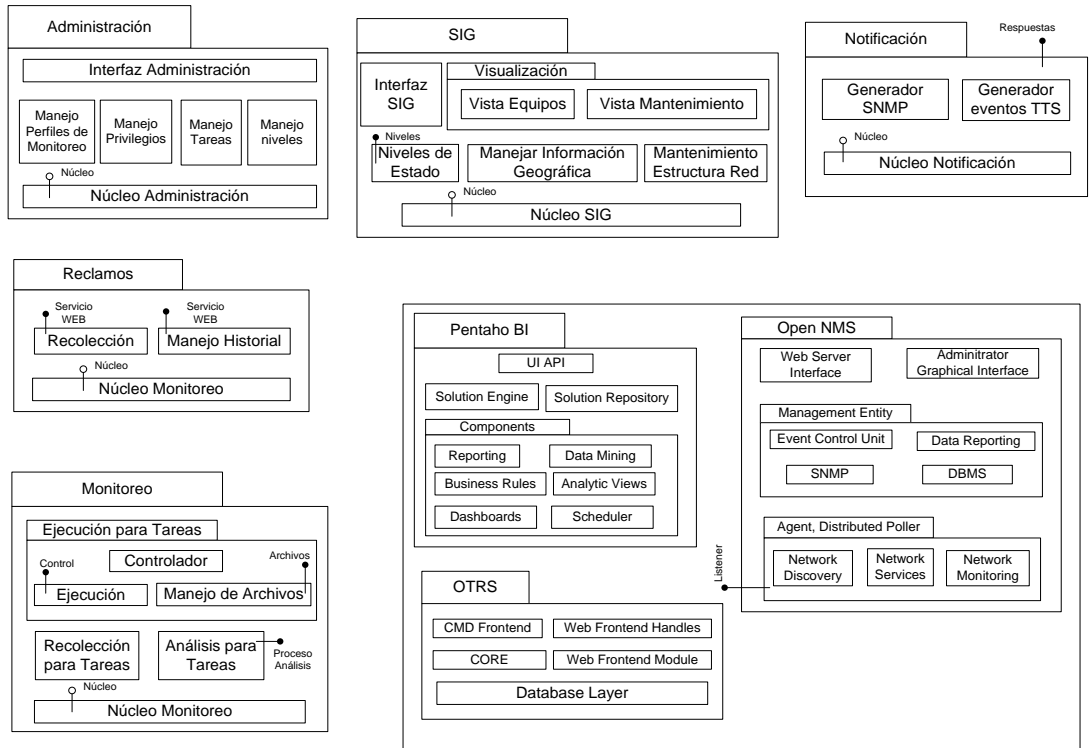 Administración
Interfaz Administración
Manejo
Perfiles de
Monitoreo
Manejo
Privilegios
Manejo
Tareas
Manejo
niveles
Núcleo
Núcleo Administración
SIG
Interfaz
SIG
Visualización
Vista Equipos
Vista Mantenimiento
Niveles
Niveles de
Estado
Manejar Información
Geográfica
Mantenimiento
Estructura Red
Núcleo
Núcleo SIG
Notificación
Respuestas
Generador
SNMP
Generador
eventos TTS
Núcleo
Núcleo Notificación
Reclamos
Servicio
WEB
Servicio
WEB
Recolección
Manejo Historial
Núcleo
Núcleo Monitoreo
Monitoreo
Ejecución para Tareas
Controlador
Control
Archivos
Ejecución
Manejo de Archivos
Recolección
para Tareas
Análisis para
Tareas
Proceso
Análisis
Núcleo
Núcleo Monitoreo
Pentaho BI
UI API
Solution Engine
Solution Repository
Components
Reporting
Data Mining
Business Rules
Analytic Views
Dashboards
Scheduler
OTRS
CMD Frontend
Web Frontend Handles
CORE
Web Frontend Module
Database Layer
Open NMS
Web Server
Interface
Adminitrator
Graphical Interface
Management Entity
Event Control Unit
Data Reporting
SNMP
DBMS
Agent, Distributed Poller
Listener
Network
Discovery
Network
Services
Network
Monitoring